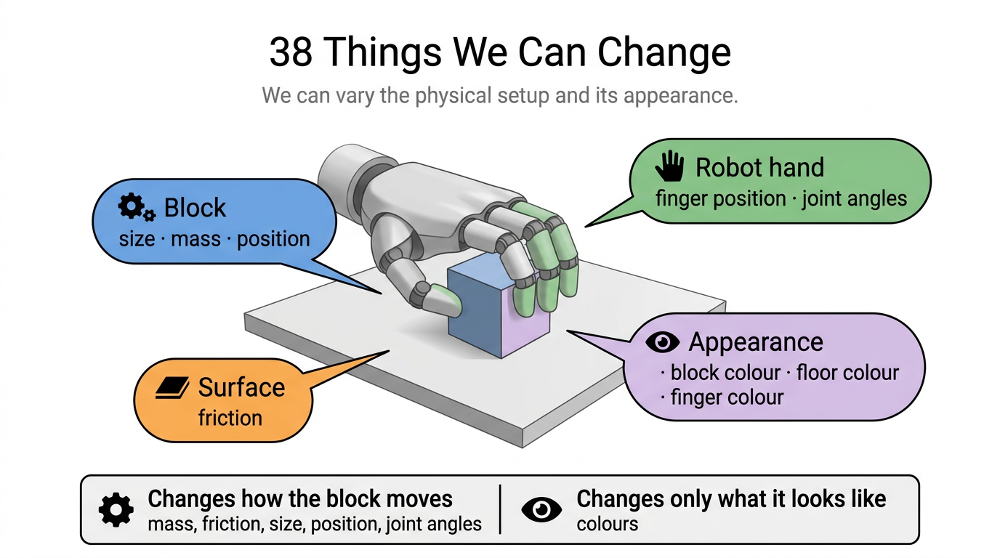 38 Things We Can Change
We can vary the physical setup and its appearance.
Robot hand
finger position · joint angles
Block
size · mass · position
Appearance
· block colour · floor colour
· finger colour
Surface
friction
Changes how the block moves
mass, friction, size, position, joint angles
Changes only what it looks like
colours